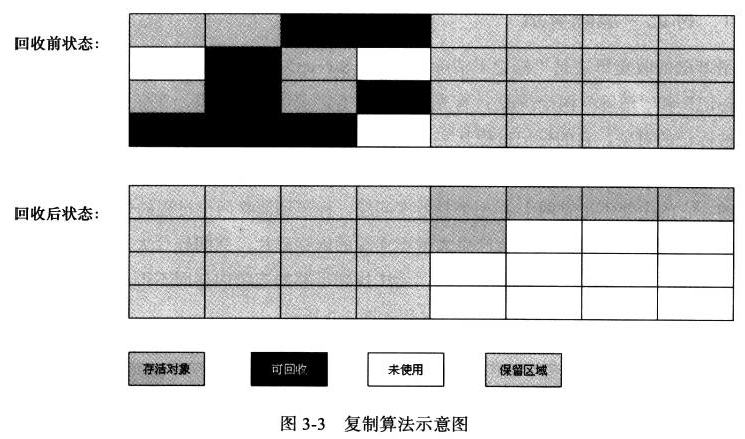 回收前状态:
回收后状态:
存活对象
可回收
未使用
保留区域
图 3-3 复制算法示意图